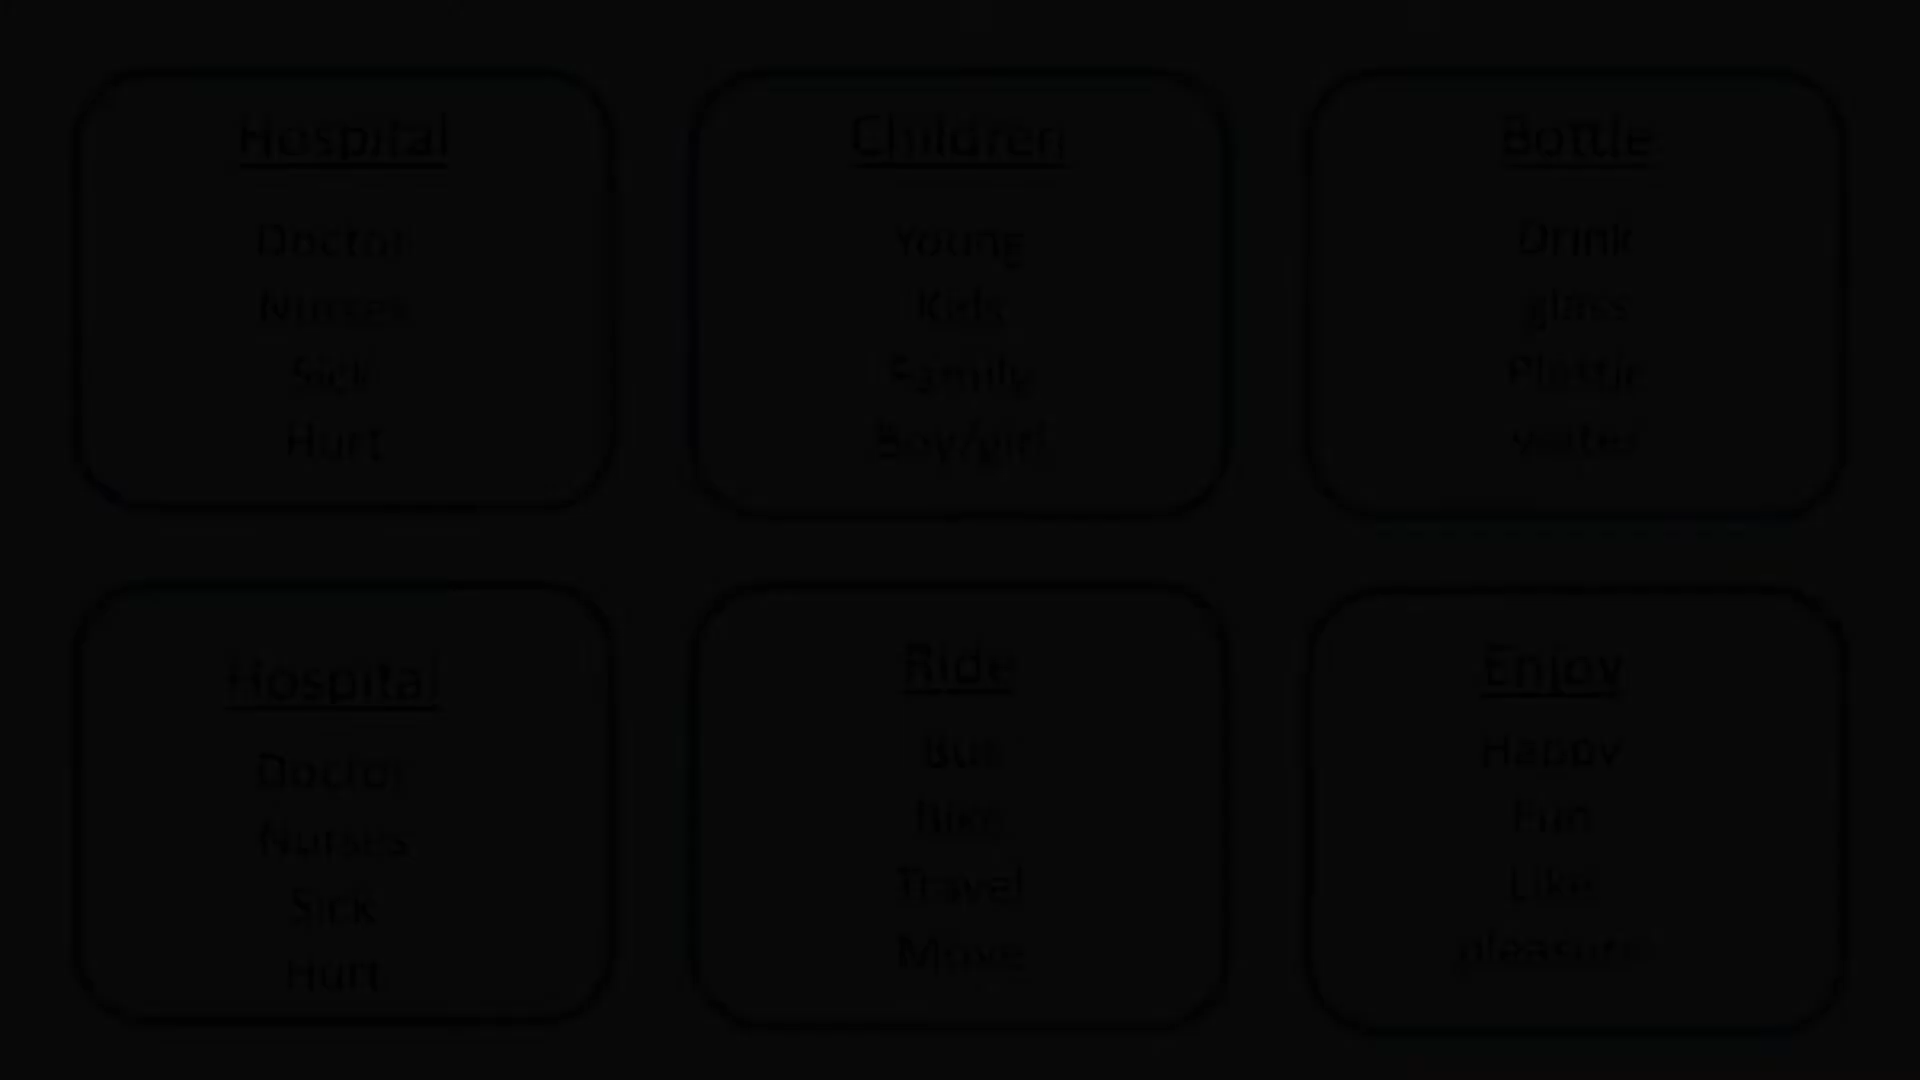 Hospital
Doctor
Nurses
Sick
Hurt
Children
Young
Kids
Family
Boy/girl
Bottle
Drink
glass
Plastic
water
Hospital
Doctor
Nurses
Sick
Hurt
Ride
Bus
Bike
Travel
Move
Enjoy
Happy
Fun
Like
pleasure